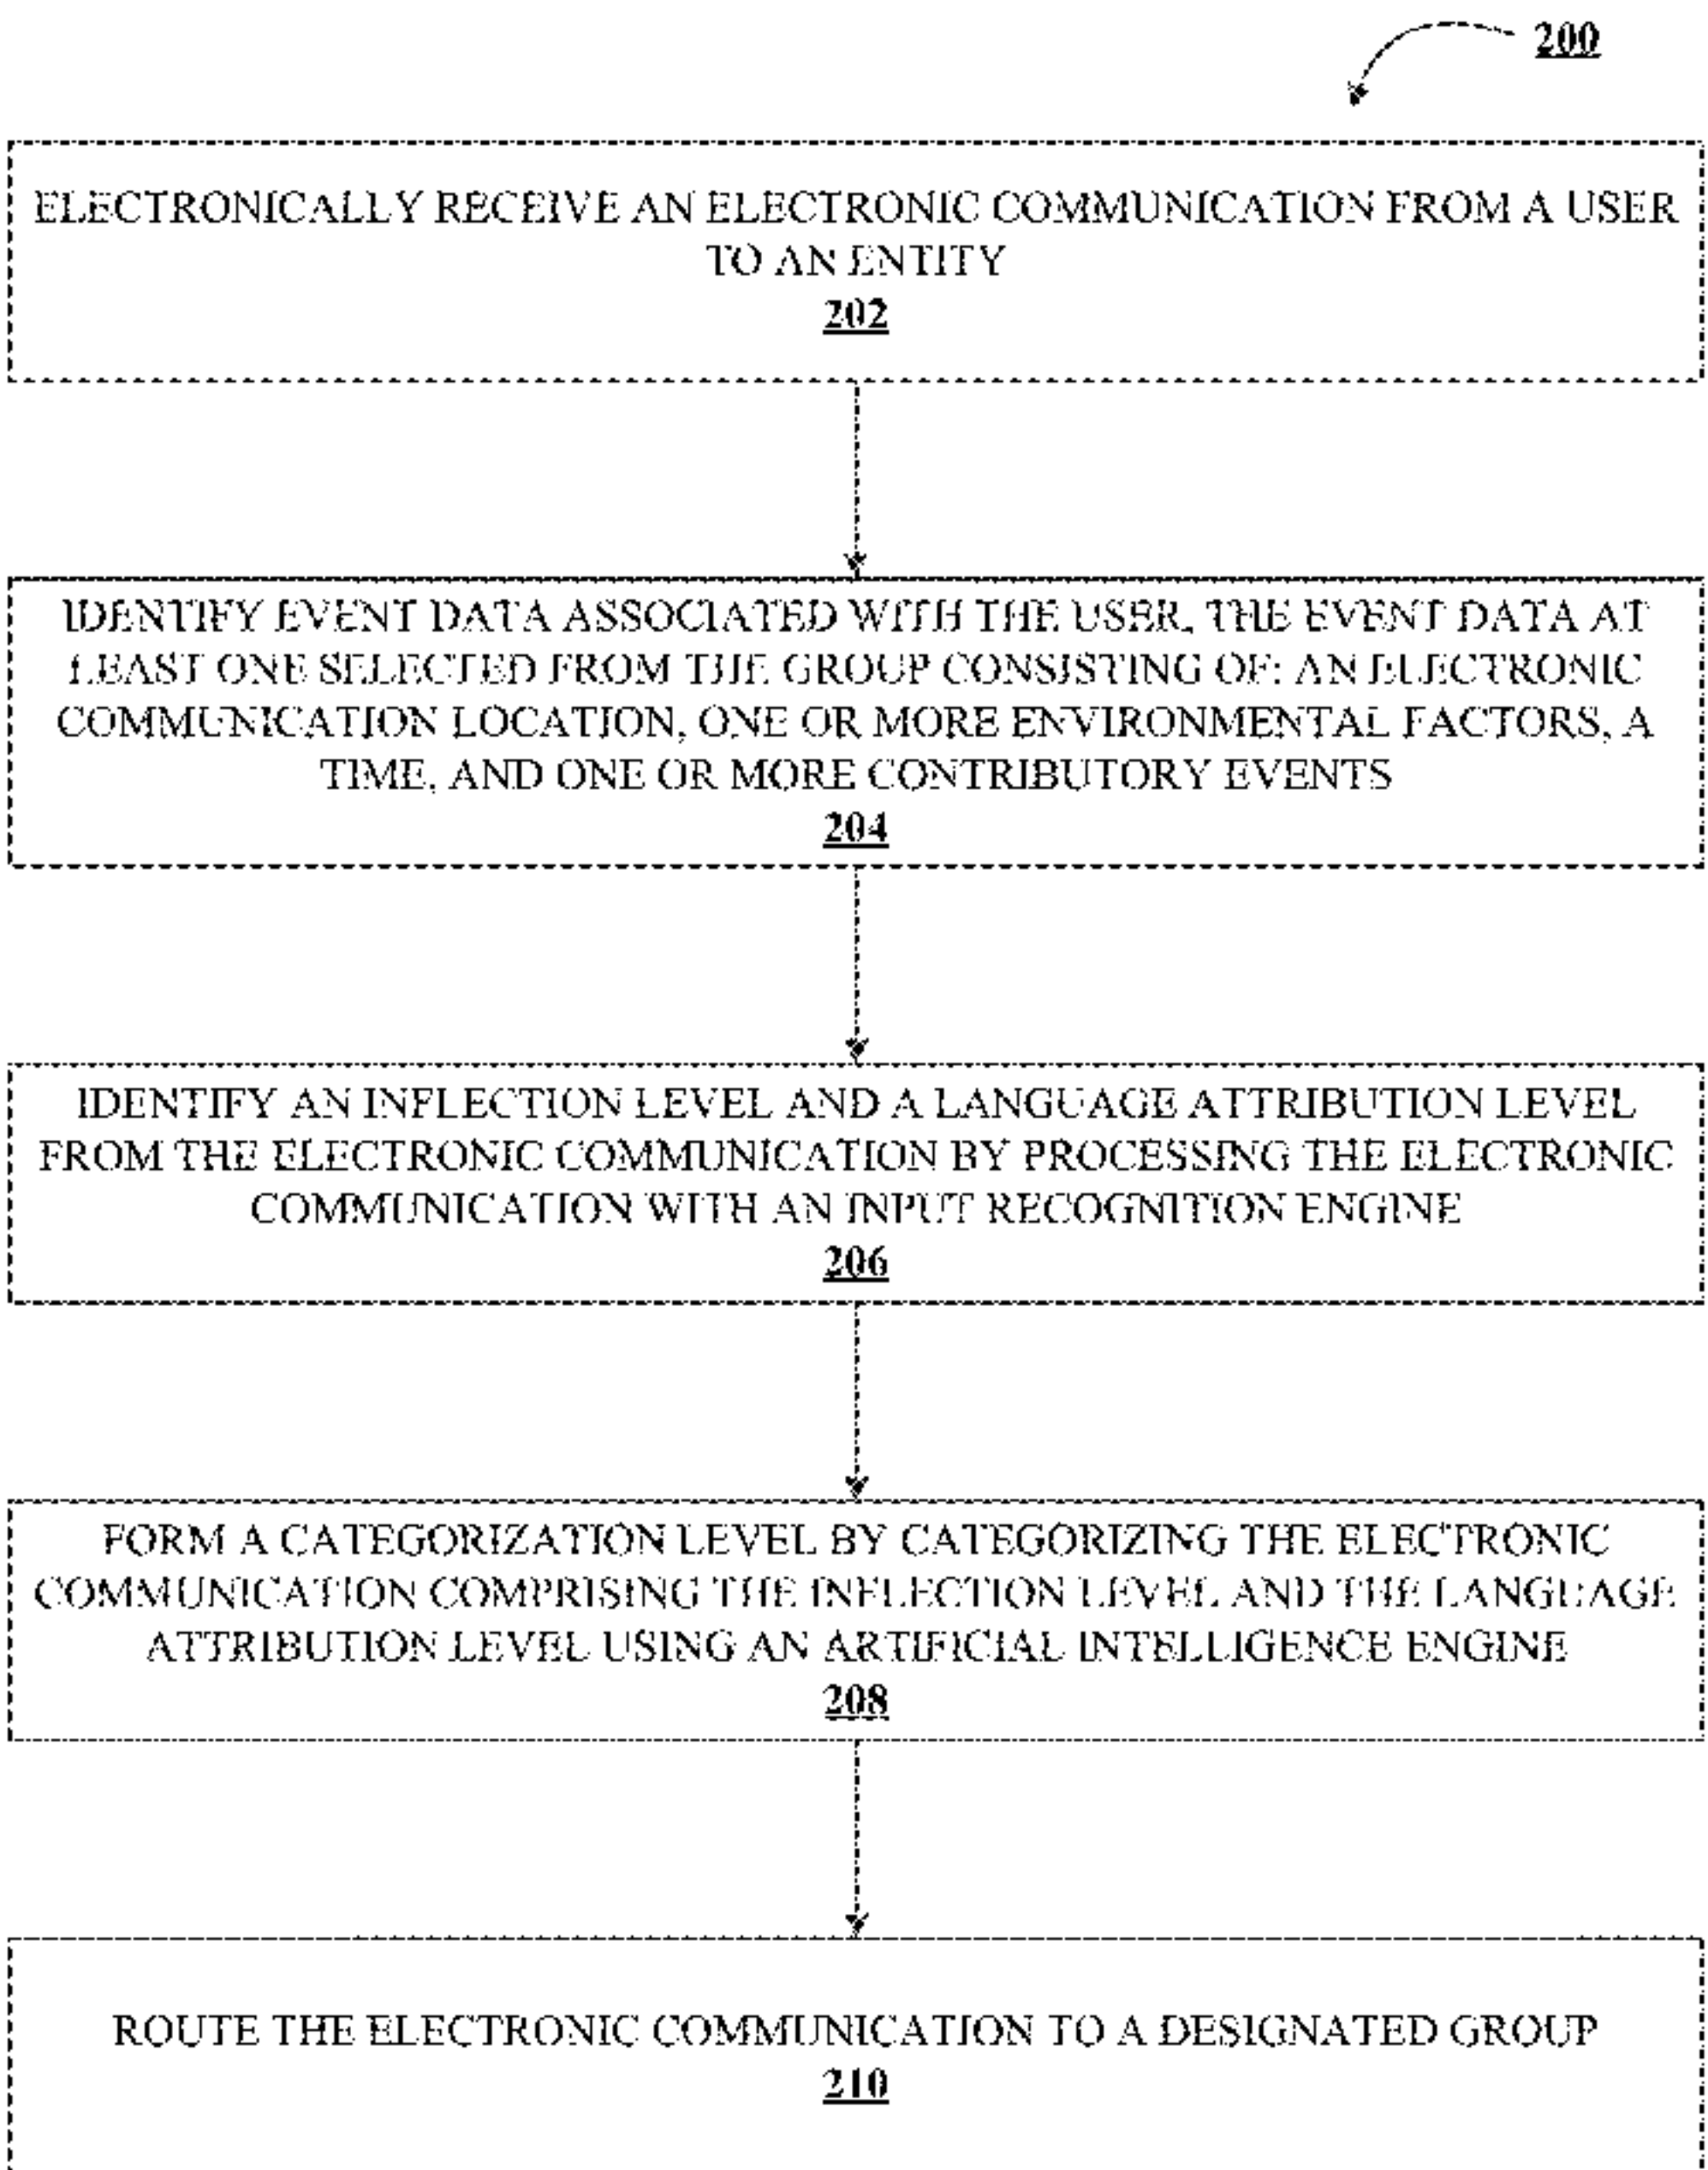 200
ELECTRONICALLY RECEIVE AN ELECTRONIC COMMUNICATION FROM A USER
TO AN ENTITY
202
IDENTIFY EVENT DATA ASSOCIATED WITH THE USER, THE EVENT DATA AT
LEAST ONE SELECTED FROM THE GROUP CONSISTING OF: AN ELECTRONIC
COMMUNICATION LOCATION, ONE OR MORE ENVIRONMENTAL FACTORS, A
TIME, AND ONE OR MORE CONTRIBUTORY EVENTS
204
IDENTIFY AN INFLECTION LEVEL AND A LANGUAGE ATTRIBUTION LEVEL
FROM THE ELECTRONIC COMMUNICATION BY PROCESSING THE ELECTRONIC
COMMUNICATION WITH AN INPUT RECOGNITION ENGINE
206
FORM A CATEGORIZATION LEVEL BY CATEGORIZING THE ELECTRONIC
COMMUNICATION COMPRISING THE INFLECTION LEVEL AND THE LANGUAGE
ATTRIBUTION LEVEL USING AN ARTIFICIAL INTELLIGENCE ENGINE
208
ROUTE THE ELECTRONIC COMMUNICATION TO A DESIGNATED GROUP
210